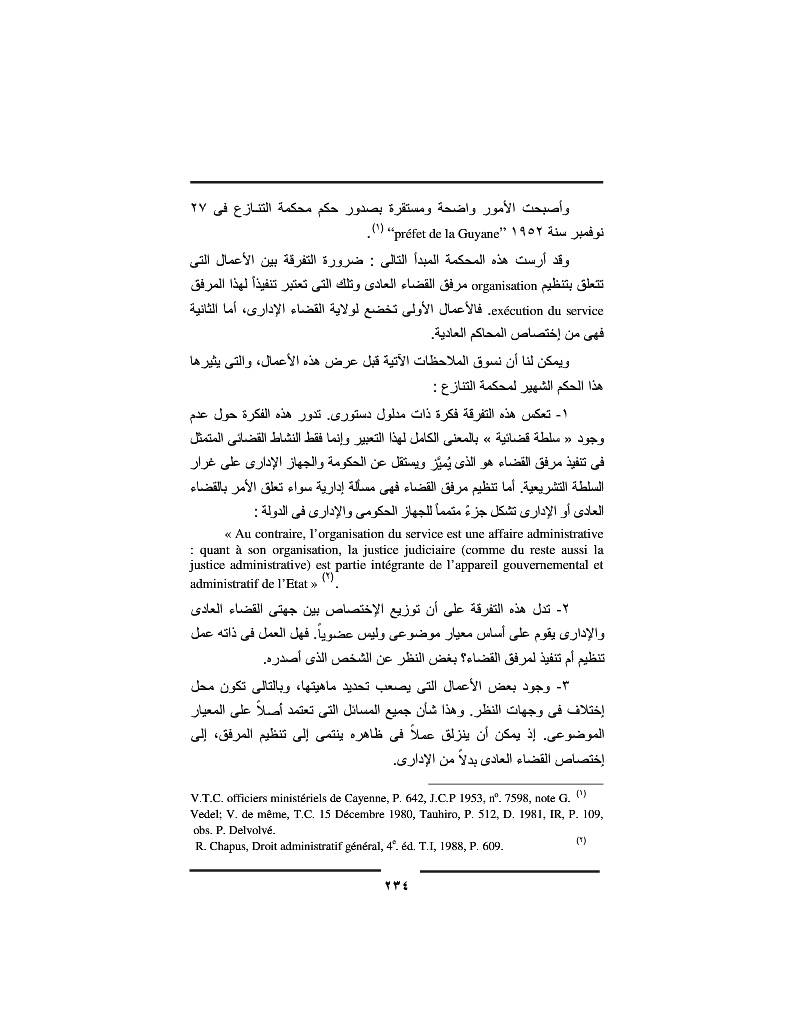 وأصبحت الأمور واضحة ومستقرة بصدور حكم محكمة التنازع فى ٢٧
نوفمبر سنة ١٩٥٢ “préfet de la Guyane” (١).
وقد أرست هذه المحكمة المبدأ التالى : ضرورة التفرقة بين الأعمال التى
تتعلق بتنظيم organisation مرفق القضاء العادى وتلك التى تعتبر تنفيذاً لهذا المرفق
exécution du service. فالأعمال الأولى تخضع لولاية القضاء الإدارى، أما الثانية
فهى من إختصاص المحاكم العادية.
ويمكن لنا أن نسوق الملاحظات الآتية قبل عرض هذه الأعمال، والتى يثيرها
هذا الحكم الشهير لمحكمة التنازع :
١- تعكس هذه التفرقة فكرة ذات مدلول دستورى. تدور هذه الفكرة حول عدم
وجود « سلطة قضائية » بالمعنى الكامل لهذا التعبير وإنما فقط النشاط القضائى المتمثل
فى تنفيذ مرفق القضاء هو الذى يُميَّز ويستقل عن الحكومة والجهاز الإدارى على غرار
السلطة التشريعية. أما تنظيم مرفق القضاء فهى مسألة إدارية سواء تعلق الأمر بالقضاء
العادى أو الإدارى تشكل جزءً متمماً للجهاز الحكومى والإدارى فى الدولة :
« Au contraire, l’organisation du service est une affaire administrative
: quant à son organisation, la justice judiciaire (comme du reste aussi la
justice administrative) est partie intégrante de l’appareil gouvernemental et
administratif de l’Etat » (٢).
٢- تدل هذه التفرقة على أن توزيع الإختصاص بين جهتى القضاء العادى
والإدارى يقوم على أساس معيار موضوعى وليس عضوياً. فهل العمل فى ذاته عمل
تنظيم أم تنفيذ لمرفق القضاء؟ بغض النظر عن الشخص الذى أصدره.
٣- وجود بعض الأعمال التى يصعب تحديد ماهيتها، وبالتالى تكون محل
إختلاف فى وجهات النظر. وهذا شأن جميع المسائل التى تعتمد أصلاً على المعيار
الموضوعى. إذ يمكن أن ينزلق عملاً فى ظاهره ينتمى إلى تنظيم المرفق، إلى
إختصاص القضاء العادى بدلاً من الإدارى.
V.T.C. officiers ministériels de Cayenne, P. 642, J.C.P 1953, nº. 7598, note G. (١)
Vedel; V. de même, T.C. 15 Décembre 1980, Tauhiro, P. 512, D. 1981, IR, P. 109,
obs. P. Delvolvé.
R. Chapus, Droit administratif général, 4e. éd. T.I, 1988, P. 609. (٢)
٢٣٤